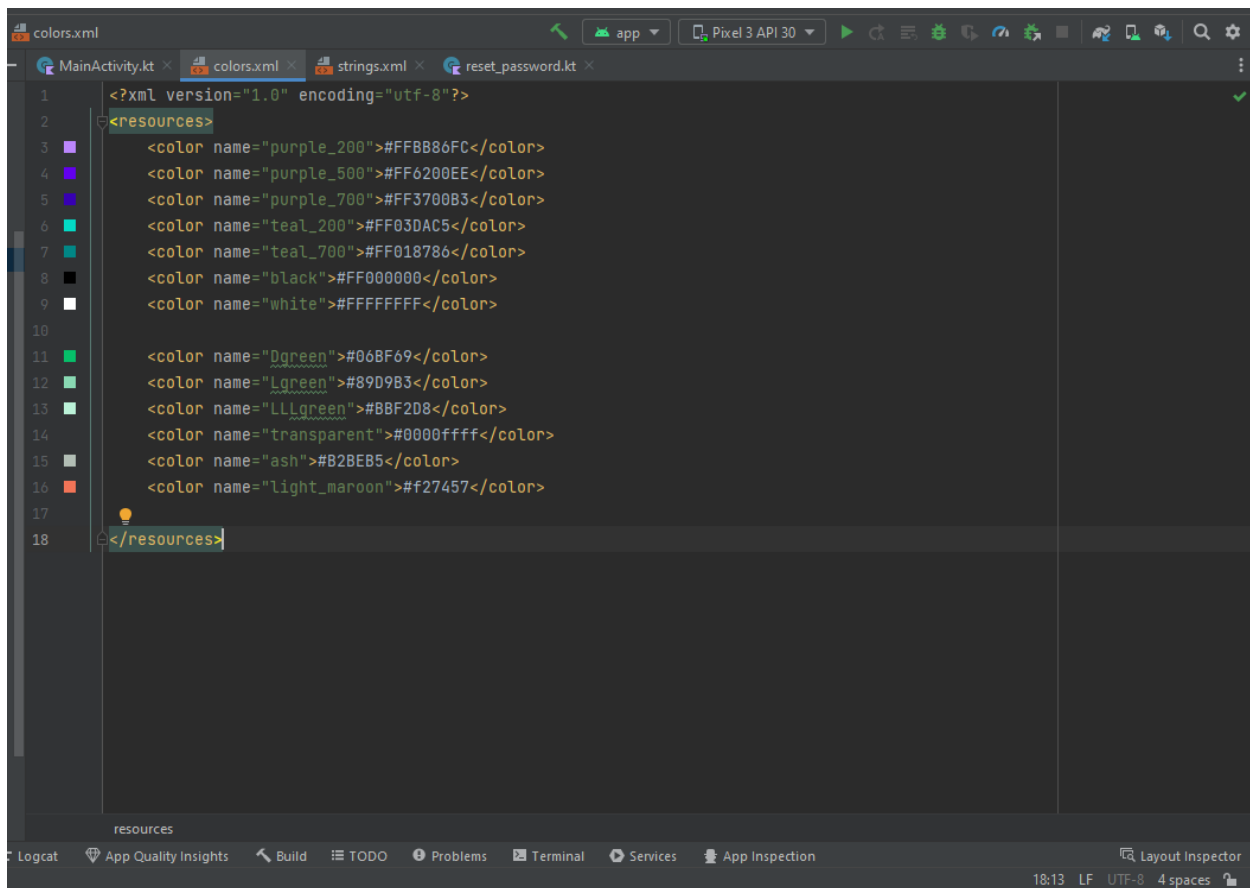 colors.xml app Pixel 3 API 30
MainActivity.kt colors.xml strings.xml reset_password.kt
1 <?xml version="1.0" encoding="utf-8"?>
2 <resources>
3 <color name="purple_200">#FFBB86FC</color>
4 <color name="purple_500">#FF6200EE</color>
5 <color name="purple_700">#FF3700B3</color>
6 <color name="teal_200">#FF03DAC5</color>
7 <color name="teal_700">#FF018786</color>
8 <color name="black">#FF000000</color>
9 <color name="white">#FFFFFFFF</color>
10
11 <color name="Dgreen">#06BF69</color>
12 <color name="Lgreen">#89D9B3</color>
13 <color name="LLLgreen">#BBF2D8</color>
14 <color name="transparent">#0000ffff</color>
15 <color name="ash">#B2BEB5</color>
16 <color name="light_maroon">#f27457</color>
17
18 </resources>
resources
Logcat App Quality Insights Build TODO Problems Terminal Services App Inspection Layout Inspector
18:13 LF UTF-8 4 spaces